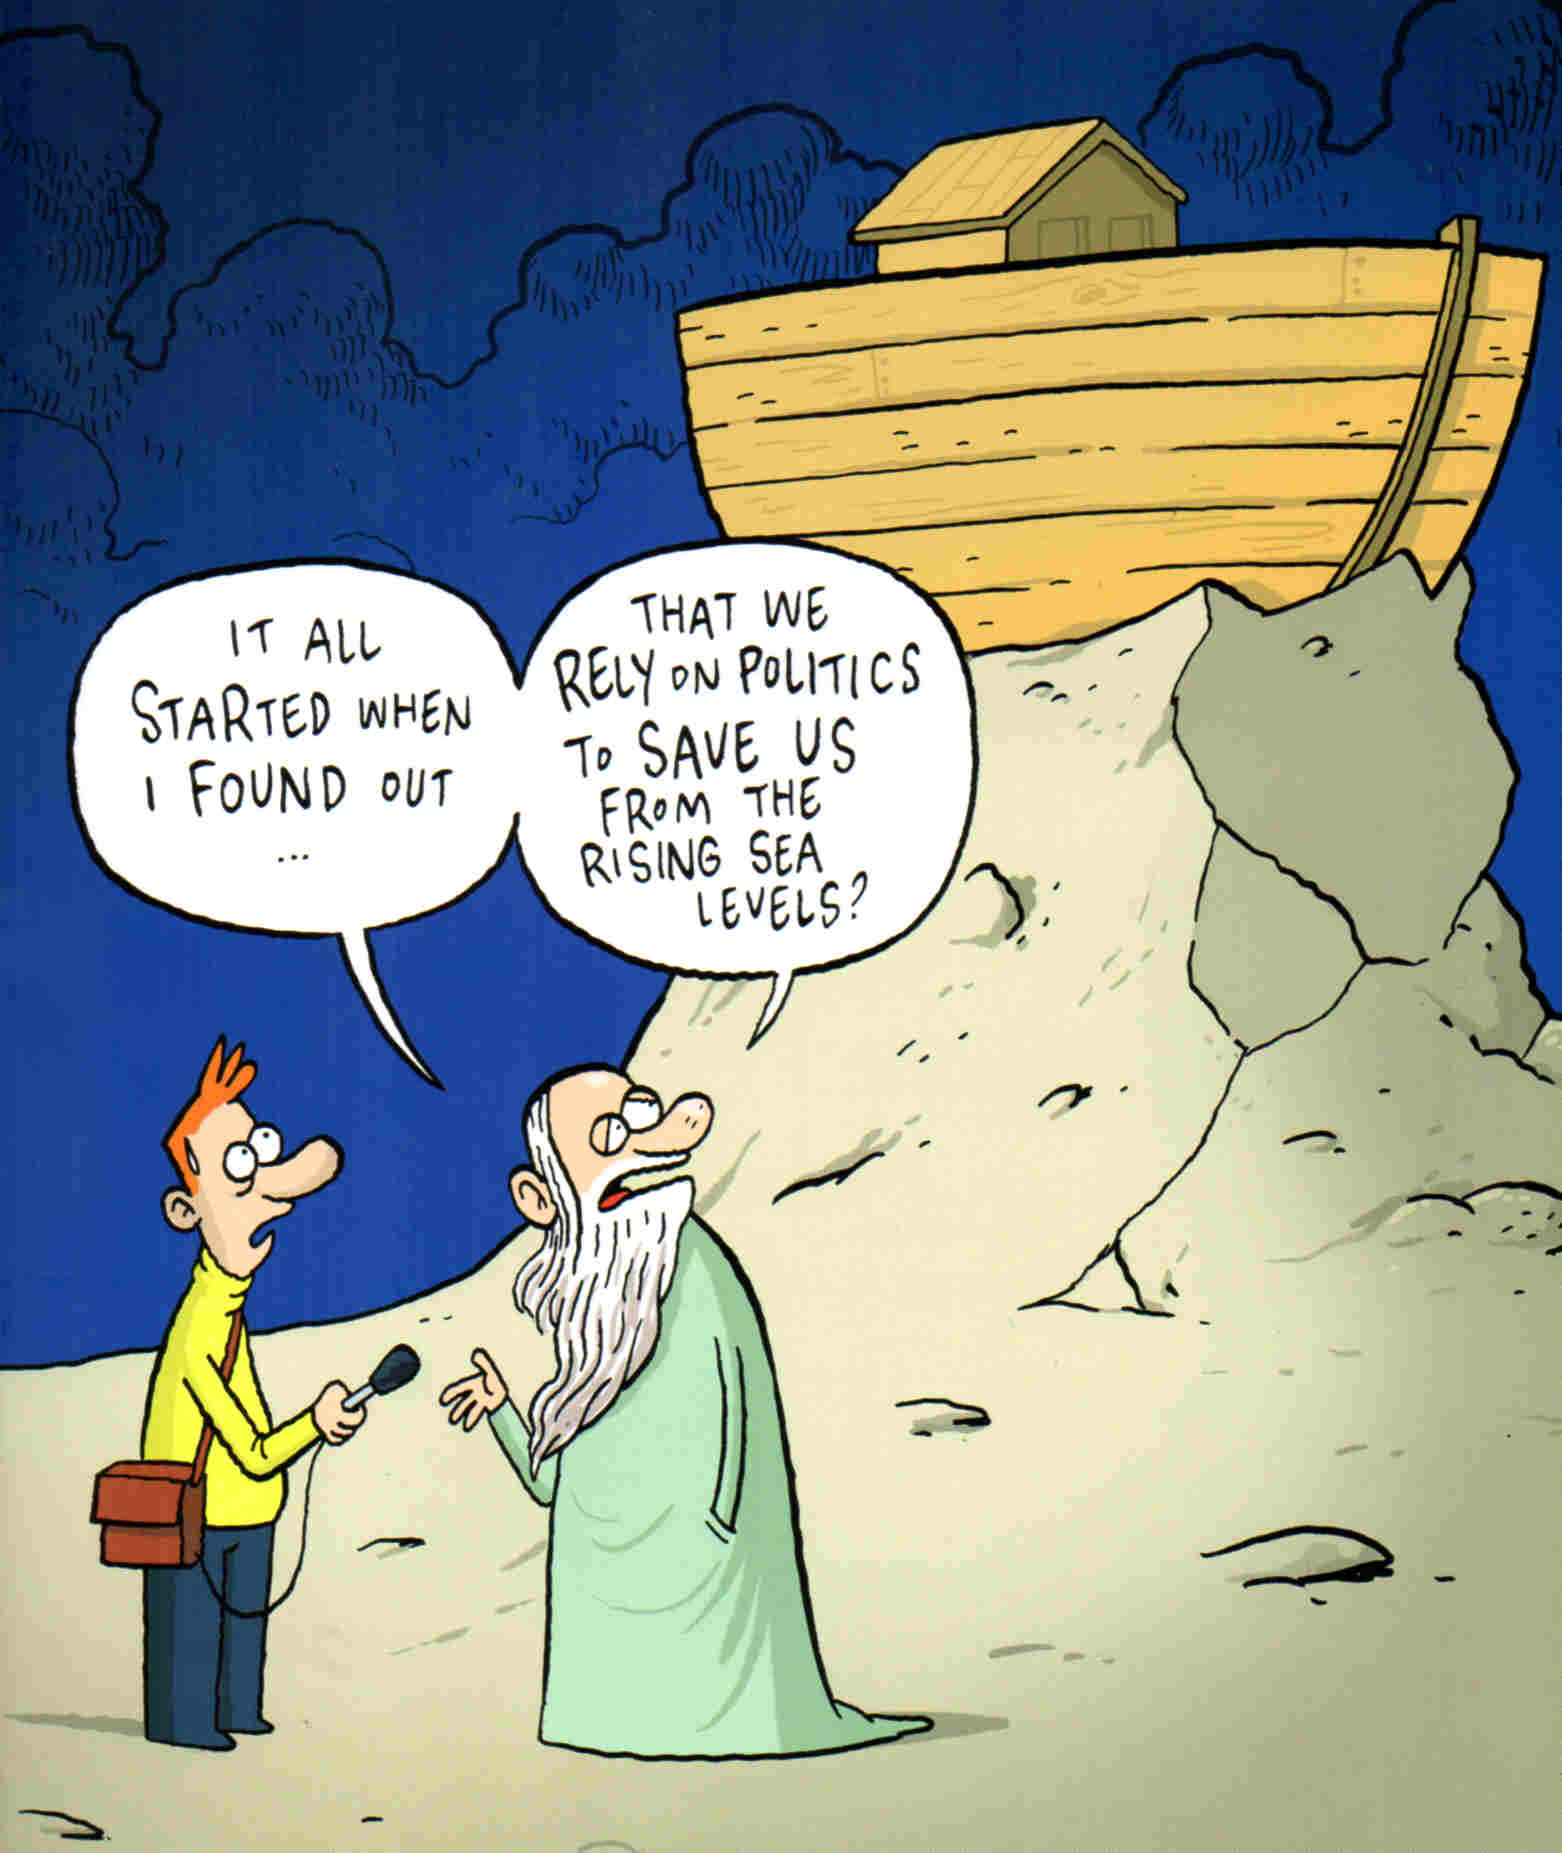 IT ALL
STARTED WHEN
I FOUND OUT
...
THAT WE
RELY ON POLITICS
TO SAVE US
FROM THE
RISING SEA
LEVELS?